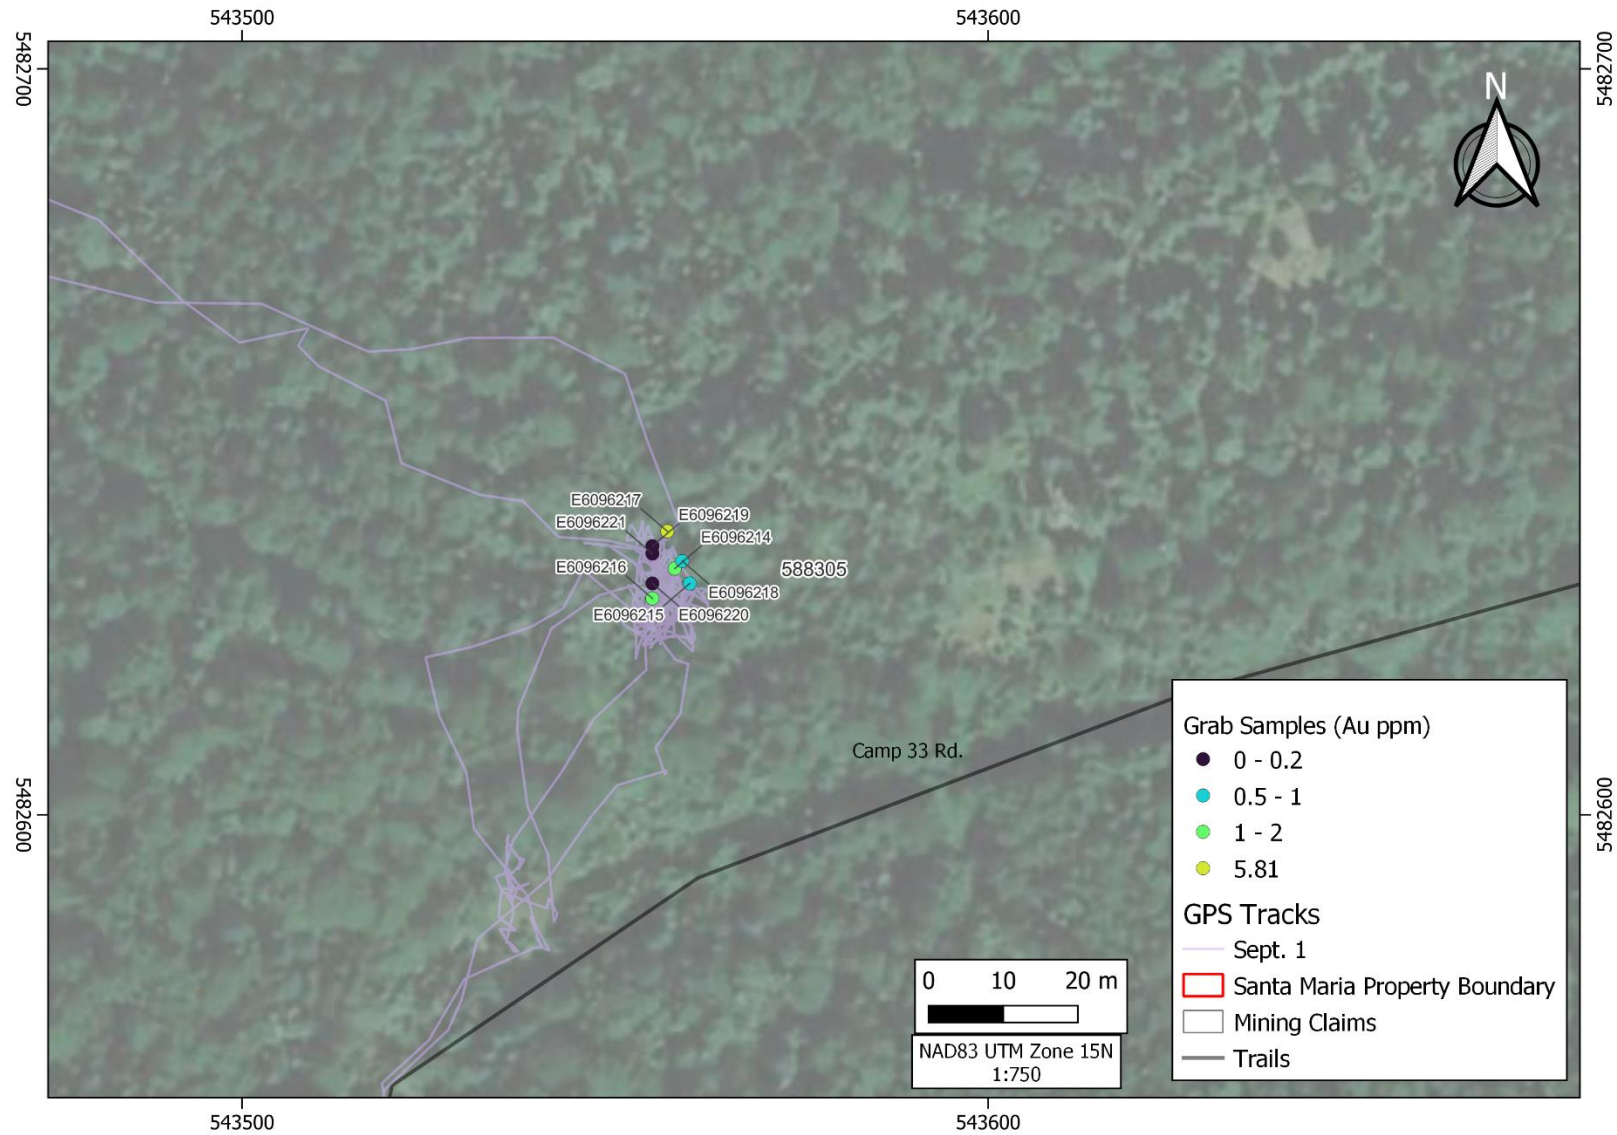 543500
543600
5482700
5482700
N
E6096217
E6096219
E6096221
E6096214
E6096216
588305
E6096218
E6096215
E6096220
Camp 33 Rd.
5482600
5482600
Grab Samples (Au ppm)
0 - 0.2
0.5 - 1
1 - 2
5.81
GPS Tracks
Sept. 1
Santa Maria Property Boundary
Mining Claims
Trails
0 10 20 m
NAD83 UTM Zone 15N
1:750
543500
543600